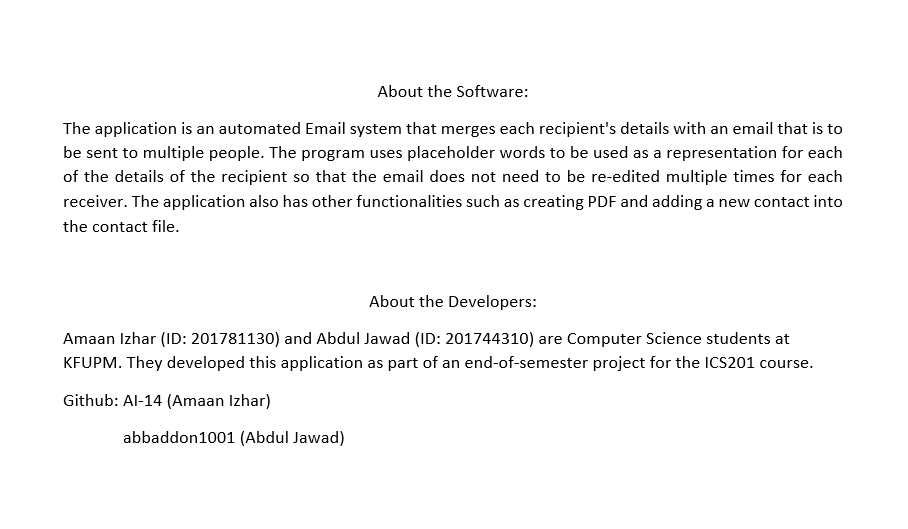 About the Software:
The application is an automated Email system that merges each recipient's details with an email that is to
be sent to multiple people. The program uses placeholder words to be used as a representation for each
of the details of the recipient so that the email does not need to be re-edited multiple times for each
receiver. The application also has other functionalities such as creating PDF and adding a new contact into
the contact file.
About the Developers:
Amaan Izhar (ID: 201781130) and Abdul Jawad (ID: 201744310) are Computer Science students at
KFUPM. They developed this application as part of an end-of-semester project for the ICS201 course.
Github: AI-14 (Amaan Izhar)
abbaddon1001 (Abdul Jawad)